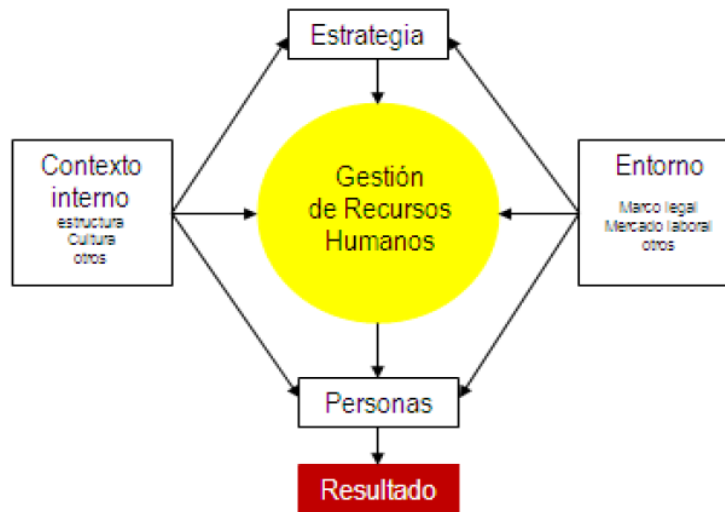 Estrategia
Contexto
interno
estructura
Cultura
otros
Gestión
de Recursos
Humanos
Entorno
Marco legal
Mercado laboral
otros
Personas
Resultado